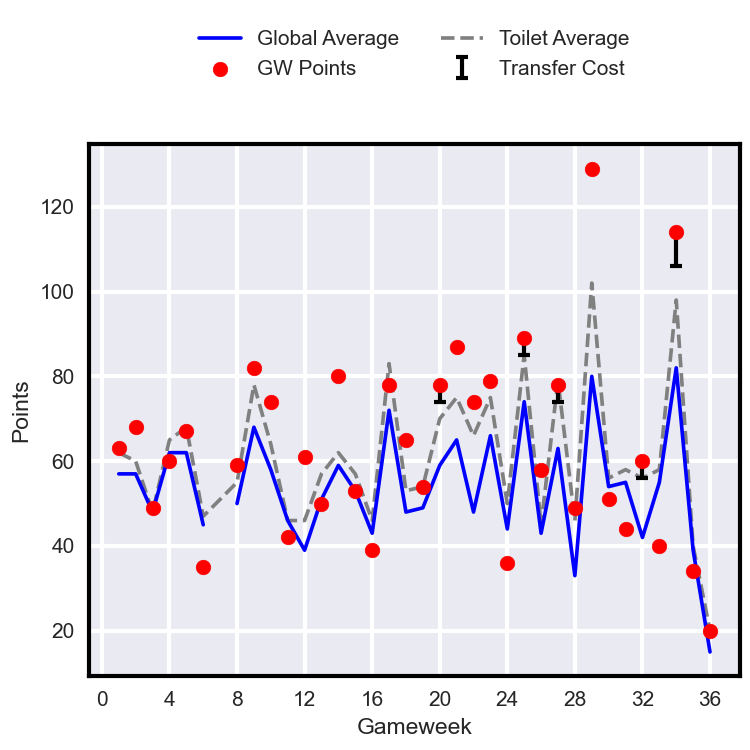 Global Average
Toilet Average
GW Points
Transfer Cost
120
100
80
60
40
20
Points
0 4 8 12 16 20 24 28 32 36
Gameweek